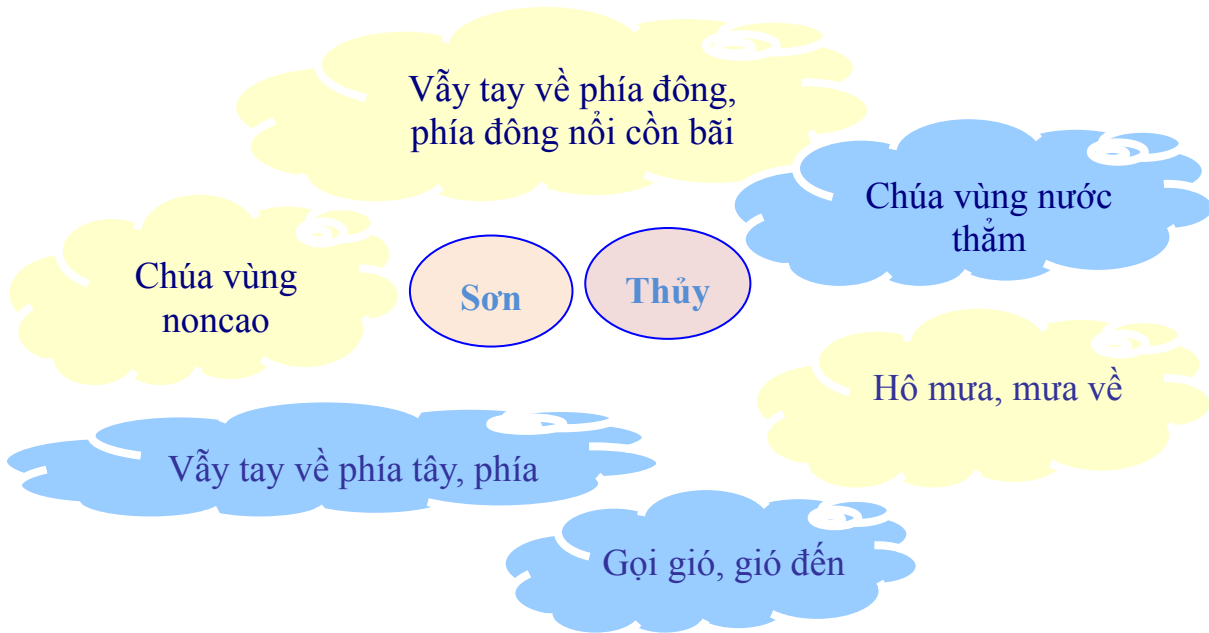 Vẫy tay về phía đông,
phía đông nổi cồn bãi
Chúa vùng nước
thẳm
Chúa vùng
noncao
Sơn
Thủy
Hô mưa, mưa về
Vẫy tay về phía tây, phía
Gọi gió, gió đến